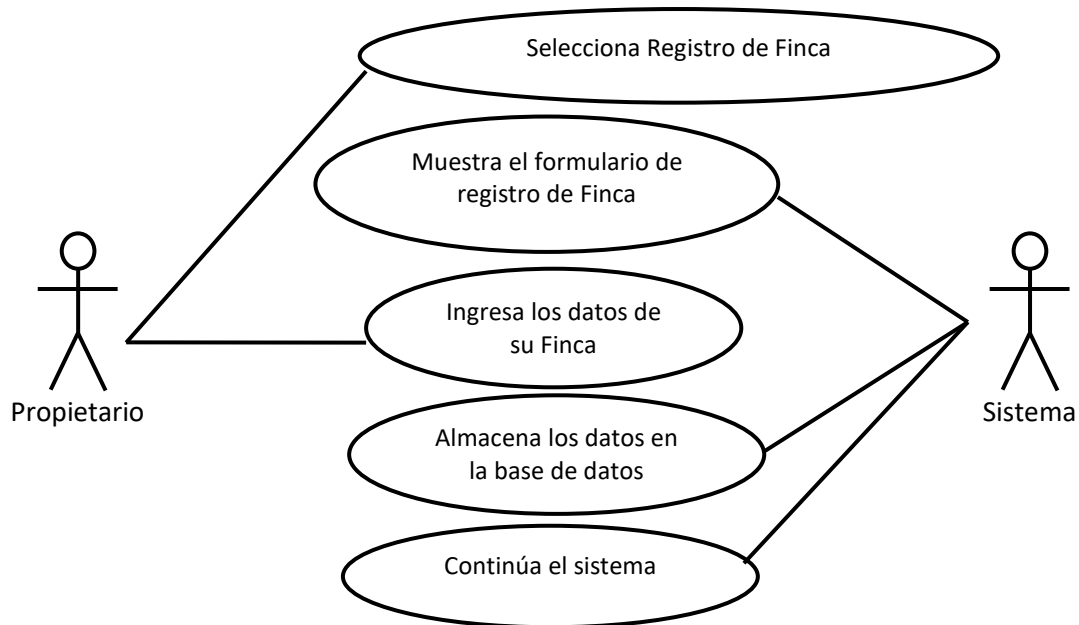 Selecciona Registro de Finca
Muestra el formulario de
registro de Finca
Ingresa los datos de
su Finca
Propietario
Sistema
Almacena los datos en
la base de datos
Continúa el sistema